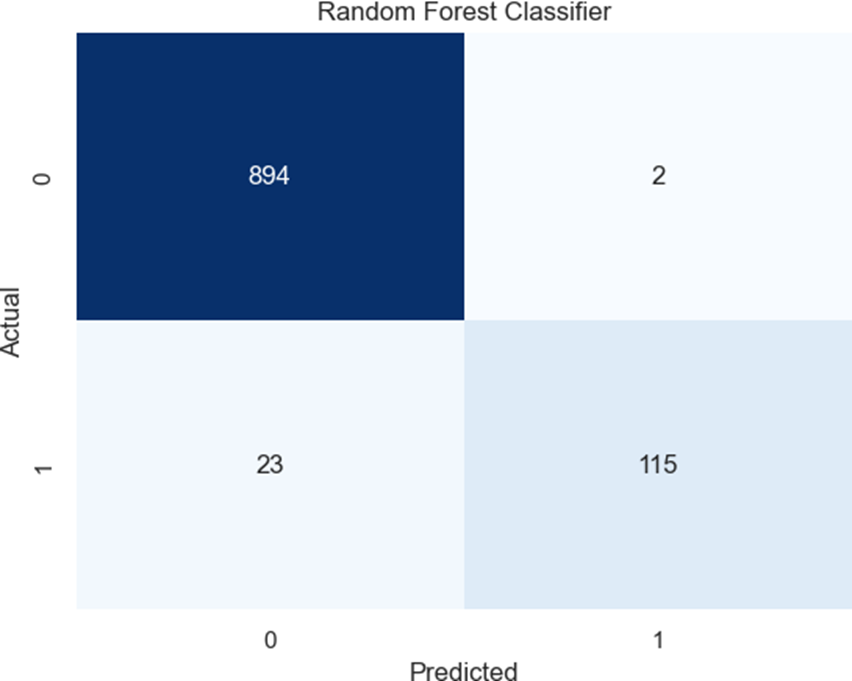 Random Forest Classifier
0
894
2
Actual
1
23
115
0
1
Predicted